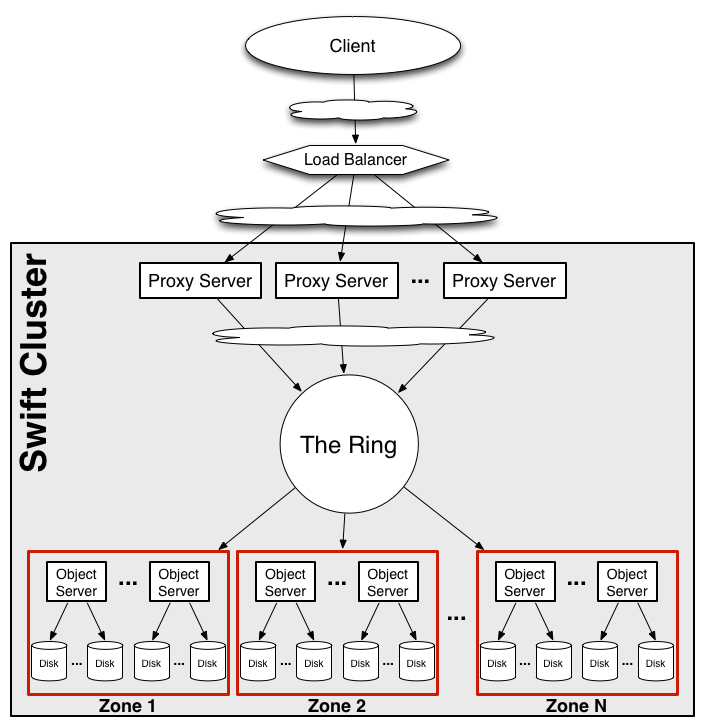 Client
Load Balancer
Swift Cluster
Proxy Server Proxy Server ... Proxy Server
The Ring
Object Server ... Object Server
Disk ... Disk Disk ... Disk
Zone 1
Object Server ... Object Server
Disk ... Disk Disk ... Disk
Zone 2
...
Object Server ... Object Server
Disk ... Disk Disk ... Disk
Zone N